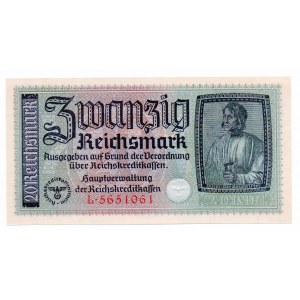 20 Reichsmark
Zwanzig
Reichsmark
Ausgegeben auf Grund der Verordnung
über Reichskreditkassen
Hauptverwaltung
der Reichskreditkassen
L·5651061